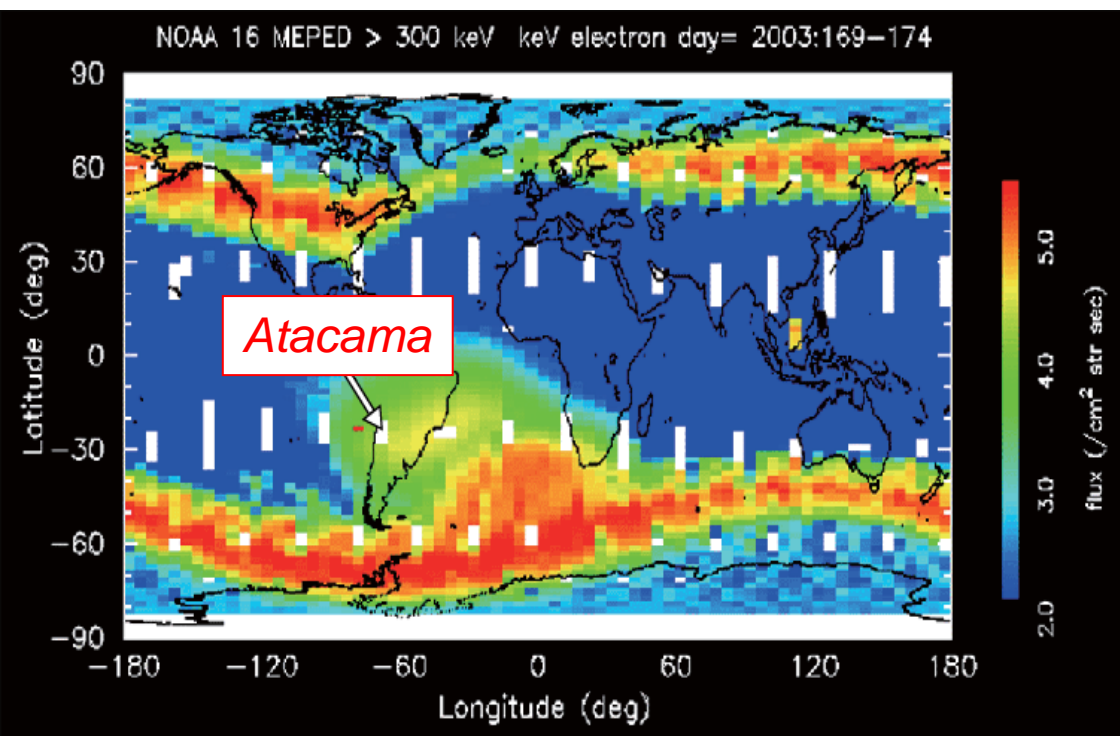 NOAA 16 MEPED > 300 keV keV electron day= 2003:169-174
90
60
30
0
-30
-60
-90
Latitude (deg)
Atacama
-180 -120 -60 0 60 120 180
Longitude (deg)
5.0
4.0
3.0
2.0
flux (/cm² str sec)